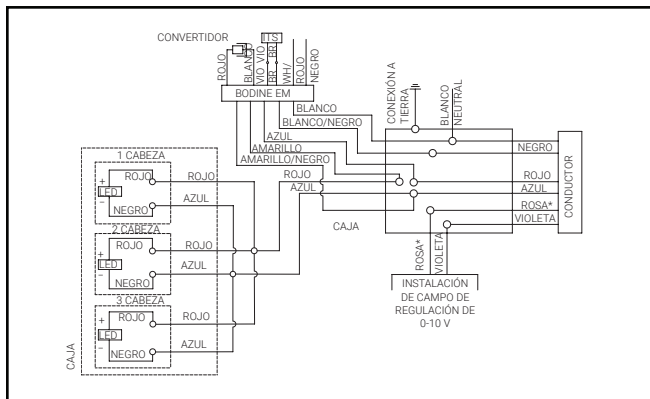 CONVERTIDOR
ITS
ROJO
BLANCO
VIO
VIO
BR
BR
WH/
ROJO
NEGRO
BODINE EM
BLANCO
BLANCO/NEGRO
AZUL
AMARILLO
AMARILLO/NEGRO
CONEXIÓN A
TIERRA
BLANCO
NEUTRAL
NEGRO
ROJO
AZUL
ROSA*
VIOLETA
CONDUCTOR
ROJO
AZUL
CAJA
ROSA*
VIOLETA
INSTALACIÓN
DE CAMPO DE
REGULACIÓN DE
0-10 V
1 CABEZA
ROJO
ROJO
+
LED
−
AZUL
NEGRO
2 CABEZA
ROJO
ROJO
+
LED
−
AZUL
NEGRO
3 CABEZA
ROJO
ROJO
+
LED
−
AZUL
NEGRO
CAJA